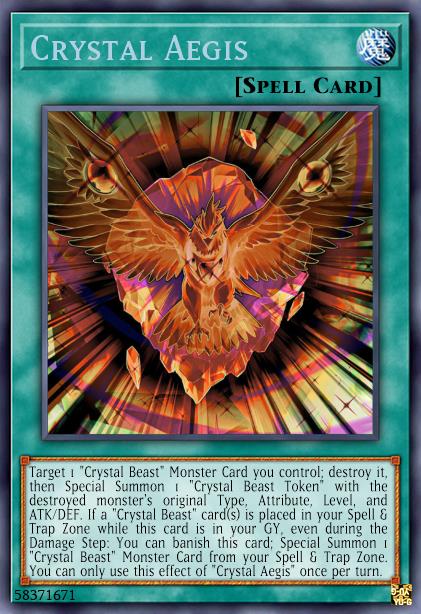 Crystal Aegis
魔
[Spell Card]
Target 1 "Crystal Beast" Monster Card you control; destroy it,
then Special Summon 1 "Crystal Beast Token" with the
destroyed monster's original Type, Attribute, Level, and
ATK/DEF. If a "Crystal Beast" card(s) is placed in your Spell &
Trap Zone while this card is in your GY, even during the
Damage Step: You can banish this card; Special Summon 1
"Crystal Beast" Monster Card from your Spell & Trap Zone.
You can only use this effect of "Crystal Aegis" once per turn.
58371671